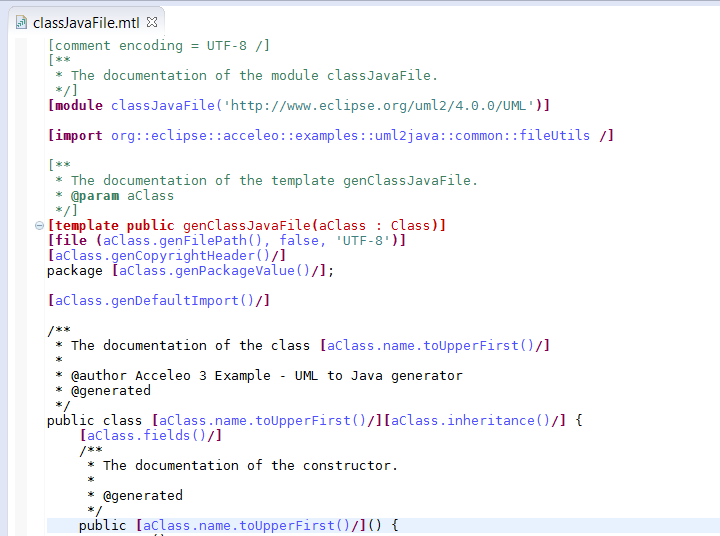 classJavaFile.mtl
[comment encoding = UTF-8 /]
[**
 * The documentation of the module classJavaFile.
 */]
[module classJavaFile('http://www.eclipse.org/uml2/4.0.0/UML')]

[import org::eclipse::acceleo::examples::uml2java::common::fileUtils /]

[**
 * The documentation of the template genClassJavaFile.
 * @param aClass
 */]
[template public genClassJavaFile(aClass : Class)]
[file (aClass.genFilePath(), false, 'UTF-8')]
[aClass.genCopyrightHeader()/]
package [aClass.genPackageValue()/];

[aClass.genDefaultImport()/]

/**
 * The documentation of the class [aClass.name.toUpperFirst()/]
 *
 * @author Acceleo 3 Example - UML to Java generator
 * @generated
 */
public class [aClass.name.toUpperFirst()/][aClass.inheritance()/] {
    [aClass.fields()/]
    /**
     * The documentation of the constructor.
     *
     * @generated
     */
    public [aClass.name.toUpperFirst()/]() {